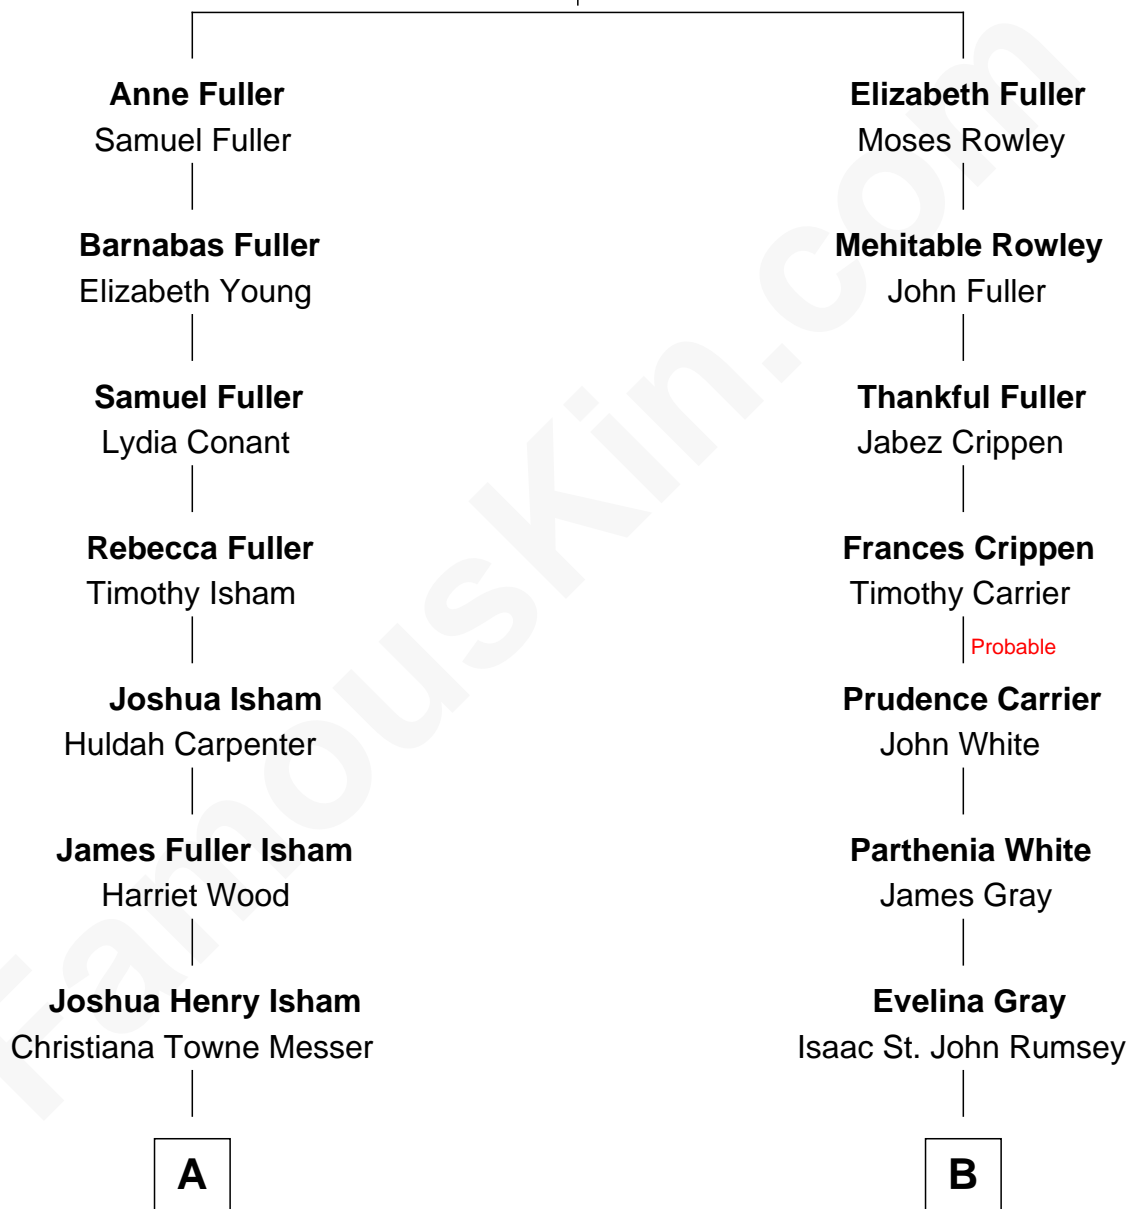 Anne Fuller
Samuel Fuller
Barnabas Fuller
Elizabeth Young
Samuel Fuller
Lydia Conant
Rebecca Fuller
Timothy Isham
Joshua Isham
Huldah Carpenter
James Fuller Isham
Harriet Wood
Joshua Henry Isham
Christiana Towne Messer
A
Elizabeth Fuller
Moses Rowley
Mehitable Rowley
John Fuller
Thankful Fuller
Jabez Crippen
Frances Crippen
Timothy Carrier
Probable
Prudence Carrier
John White
Parthenia White
James Gray
Evelina Gray
Isaac St. John Rumsey
B
FamousKin.com